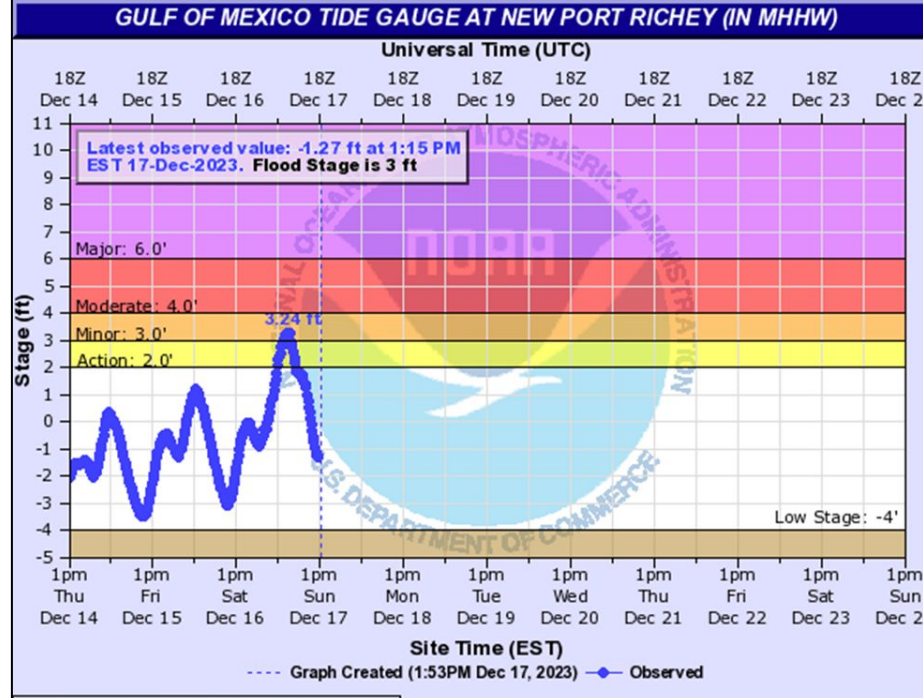 GULF OF MEXICO TIDE GAUGE AT NEW PORT RICHEY (IN MHHW)
Universal Time (UTC)
18Z 18Z 18Z 18Z 18Z 18Z 18Z 18Z 18Z 18Z 18Z
Dec 14 Dec 15 Dec 16 Dec 17 Dec 18 Dec 19 Dec 20 Dec 21 Dec 22 Dec 23 Dec 2
Latest observed value: -1.27 ft at 1:15 PM
EST 17-Dec-2023. Flood Stage is 3 ft
11
10
9
8
7
6
5
4
3
2
1
0
-1
-2
-3
-4
-5
Stage (ft)
Major: 6.0'
Moderate: 4.0'
3.24 ft
Minor: 3.0'
Action: 2.0'
Low Stage: -4'
NOAA
ATMOSPHERIC ADMINISTRATION
U.S. DEPARTMENT OF COMMERCE
1pm 1pm 1pm 1pm 1pm 1pm 1pm 1pm 1pm 1pm 1pm
Thu Fri Sat Sun Mon Tue Wed Thu Fri Sat Sun
Dec 14 Dec 15 Dec 16 Dec 17 Dec 18 Dec 19 Dec 20 Dec 21 Dec 22 Dec 23 Dec 2
Site Time (EST)
Graph Created (1:53PM Dec 17, 2023) Observed